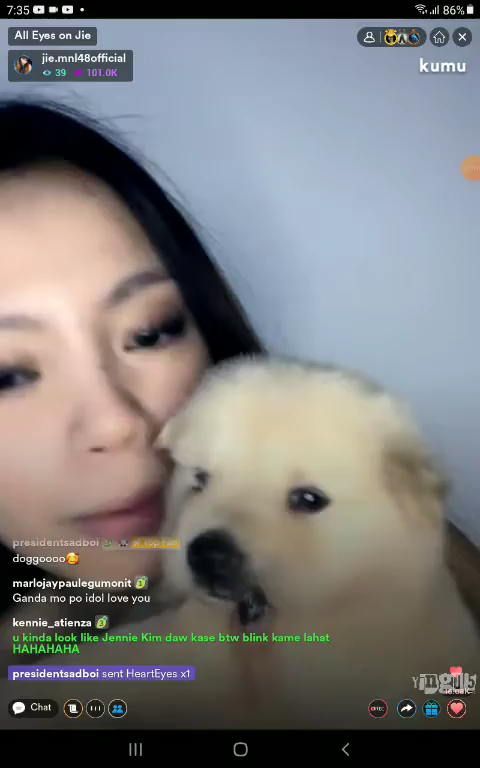 7:35
86%
All Eyes on Jie
jie.mnl48official
39
101.0K
kumu
presidentsadboi
doggoooo🥰
marlojaypaulegumonit
Ganda mo po idol love you
kennie_atienza
u kinda look like Jennie Kim daw kase btw blink kame lahat
HAHAHAHA
presidentsadboi sent HeartEyes x1
Chat